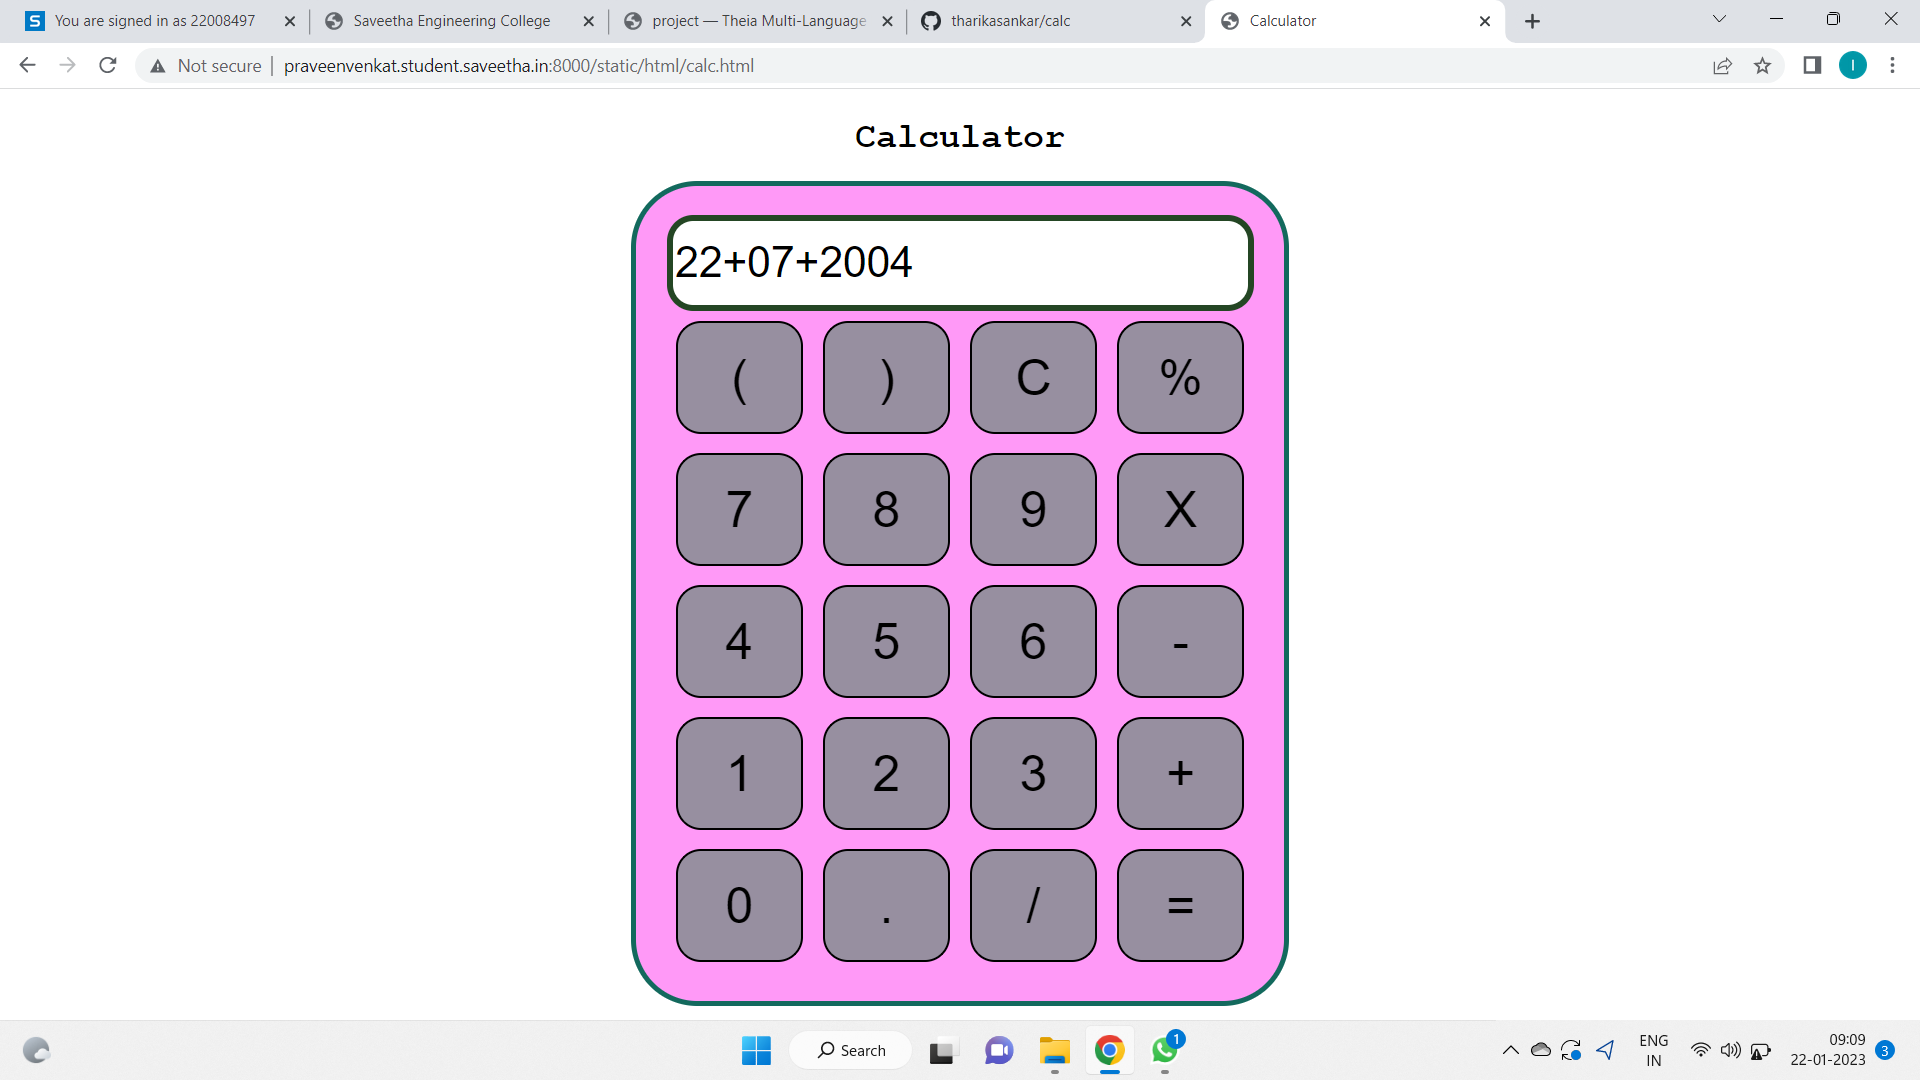 You are signed in as 22008497
Saveetha Engineering College
project — Theia Multi-Language
tharikasankar/calc
Calculator
Not secure
praveenvenkat.student.saveetha.in:8000/static/html/calc.html
I
Calculator
22+07+2004
( ) C %
7 8 9 X
4 5 6 -
1 2 3 +
0 . / =
Search
1
ENG
IN
09:09
22-01-2023
3